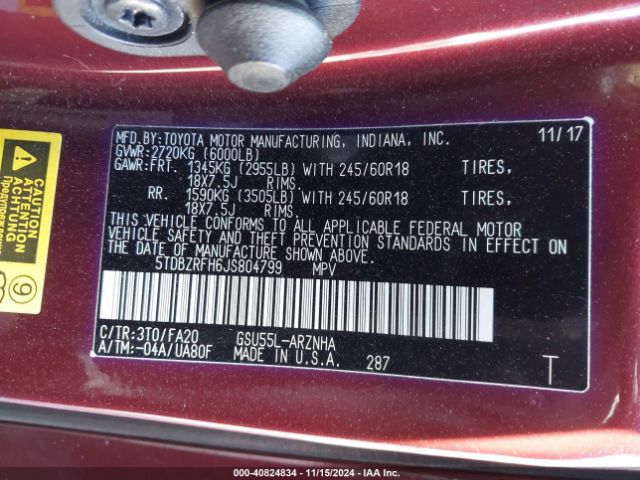 MFD.BY:TOYOTA MOTOR MANUFACTURING, INDIANA, INC. 11/17
GVWR:2720KG (6000LB)
GAWR:FRT. 1345KG (2955LB) WITH 245/60R18 TIRES,
18X7.5J RIMS.
RR. 1590KG (3505LB) WITH 245/60R18 TIRES,
18X7.5J RIMS.
THIS VEHICLE CONFORMS TO ALL APPLICABLE FEDERAL MOTOR
VEHICLE SAFETY AND THEFT PREVENTION STANDARDS IN EFFECT ON
THE DATE OF MANUFACTURE SHOWN ABOVE.
5TDBZRFH6JS804799 MPV
C/TR:3T0/FA20 GSU55L-ARZNHA
A/TM:-04A/UA80F MADE IN U.S.A. 287 T
ATTENTION
ACHTUNG
9
000-40824834 | 11/15/2024 | IAAI